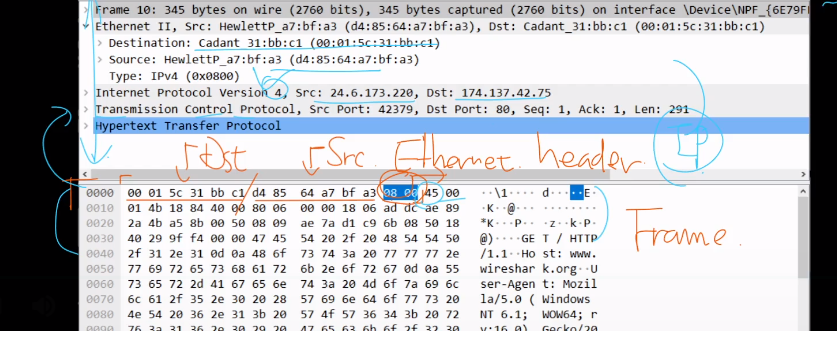 Frame 10: 345 bytes on wire (2760 bits), 345 bytes captured (2760 bits) on interface \Device\NPF_{6E79F
Ethernet II, Src: HewlettP_a7:bf:a3 (d4:85:64:a7:bf:a3), Dst: Cadant_31:bb:c1 (00:01:5c:31:bb:c1)
Destination: Cadant_31:bb:c1 (00:01:5c:31:bb:c1)
Source: HewlettP_a7:bf:a3 (d4:85:64:a7:bf:a3)
Type: IPv4 (0x0800)
Internet Protocol Version 4, Src: 24.6.173.220, Dst: 174.137.42.75
Transmission Control Protocol, Src Port: 42379, Dst Port: 80, Seq: 1, Ack: 1, Len: 291
Hypertext Transfer Protocol
Dst Src Ethernet header
0000 00 01 5c 31 bb c1 d4 85 64 a7 bf a3 08 00 45 00 ··\1···· d·····E·
0010 01 4b 18 84 40 00 80 06 00 00 18 06 ad dc ae 89 ·K··@··· ········
0020 2a 4b a5 8b 00 50 08 09 ae 7a d1 c9 6b 08 50 18 *K···P·· ·z··k·P·
0030 40 29 9f f4 00 00 47 45 54 20 2f 20 48 54 54 50 @)····GE T / HTTP
0040 2f 31 2e 31 0d 0a 48 6f 73 74 3a 20 77 77 77 2e /1.1··Ho st: www.
0050 77 69 72 65 73 68 61 72 6b 2e 6f 72 67 0d 0a 55 wireshar k.org··U
0060 73 65 72 2d 41 67 65 6e 74 3a 20 4d 6f 7a 69 6c ser-Agen t: Mozil
0070 6c 61 2f 35 2e 30 20 28 57 69 6e 64 6f 77 73 20 la/5.0 ( Windows
0080 4e 54 20 36 2e 31 3b 20 57 4f 57 36 34 3b 20 72 NT 6.1;  WOW64; r
0090 76 3a 31 36 2e 30 29 20 47 65 63 6b 6f 2f 32 30 v:16.0)  Gecko/20
Frame.